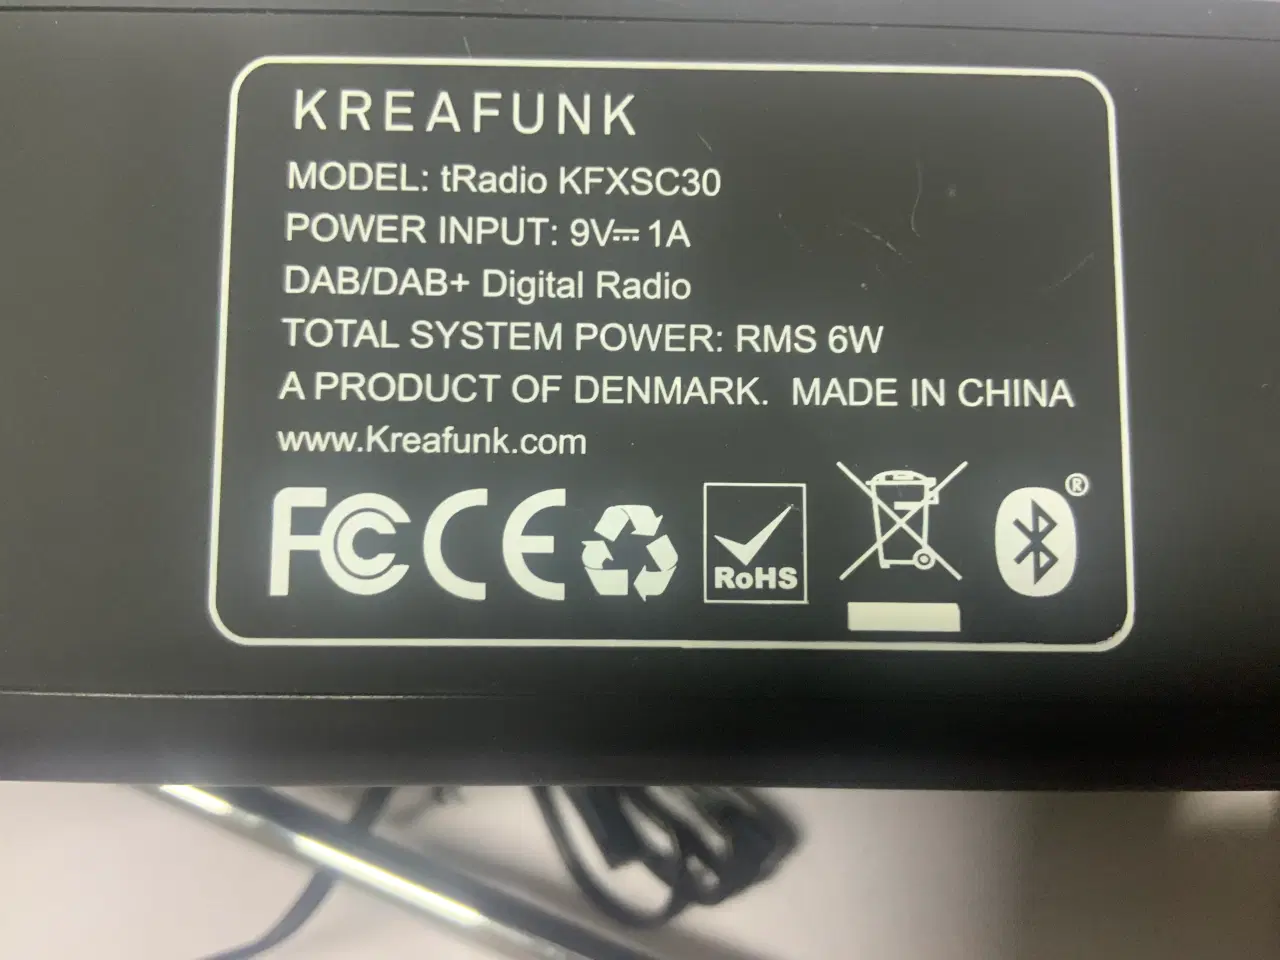 KREAFUNK
MODEL: tRadio KFXSC30
POWER INPUT: 9V⎓1A
DAB/DAB+ Digital Radio
TOTAL SYSTEM POWER: RMS 6W
A PRODUCT OF DENMARK. MADE IN CHINA
www.Kreafunk.com
FC CE RoHS ®